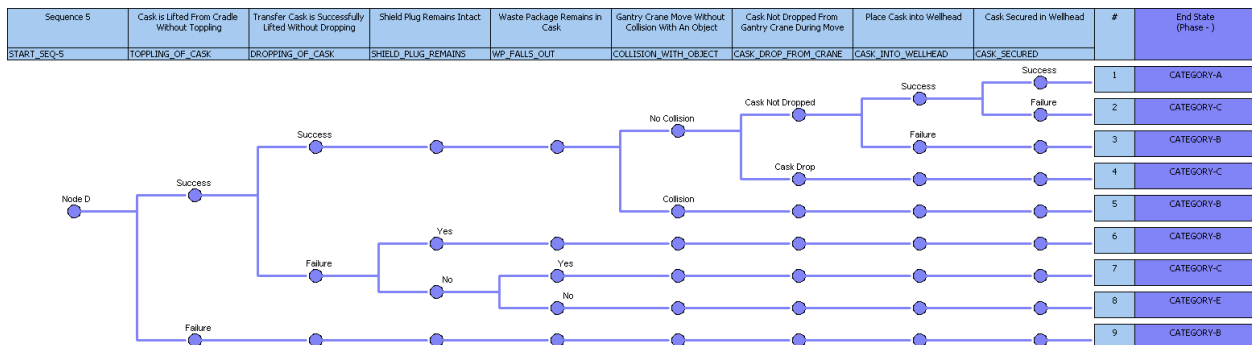 Sequence 5
Cask is Lifted From Cradle
Without Toppling
Transfer Cask is Successfully
Lifted Without Dropping
Shield Plug Remains Intact
Waste Package Remains in
Cask
Gantry Crane Move Without
Collision With An Object
Cask Not Dropped From
Gantry Crane During Move
Place Cask into Wellhead
Cask Secured in Wellhead
#
End State
(Phase - )
START_SEQ-5
TOPPLING_OF_CASK
DROPPING_OF_CASK
SHIELD_PLUG_REMAINS
WP_FALLS_OUT
COLLISION_WITH_OBJECT
CASK_DROP_FROM_CRANE
CASK_INTO_WELLHEAD
CASK_SECURED
Success
1
CATEGORY-A
Success
Cask Not Dropped
Failure
2
CATEGORY-C
No Collision
Success
Failure
3
CATEGORY-B
Cask Drop
4
CATEGORY-C
Success
Node D
Collision
5
CATEGORY-B
Yes
6
CATEGORY-B
Failure
Yes
7
CATEGORY-C
No
No
8
CATEGORY-E
Failure
9
CATEGORY-B